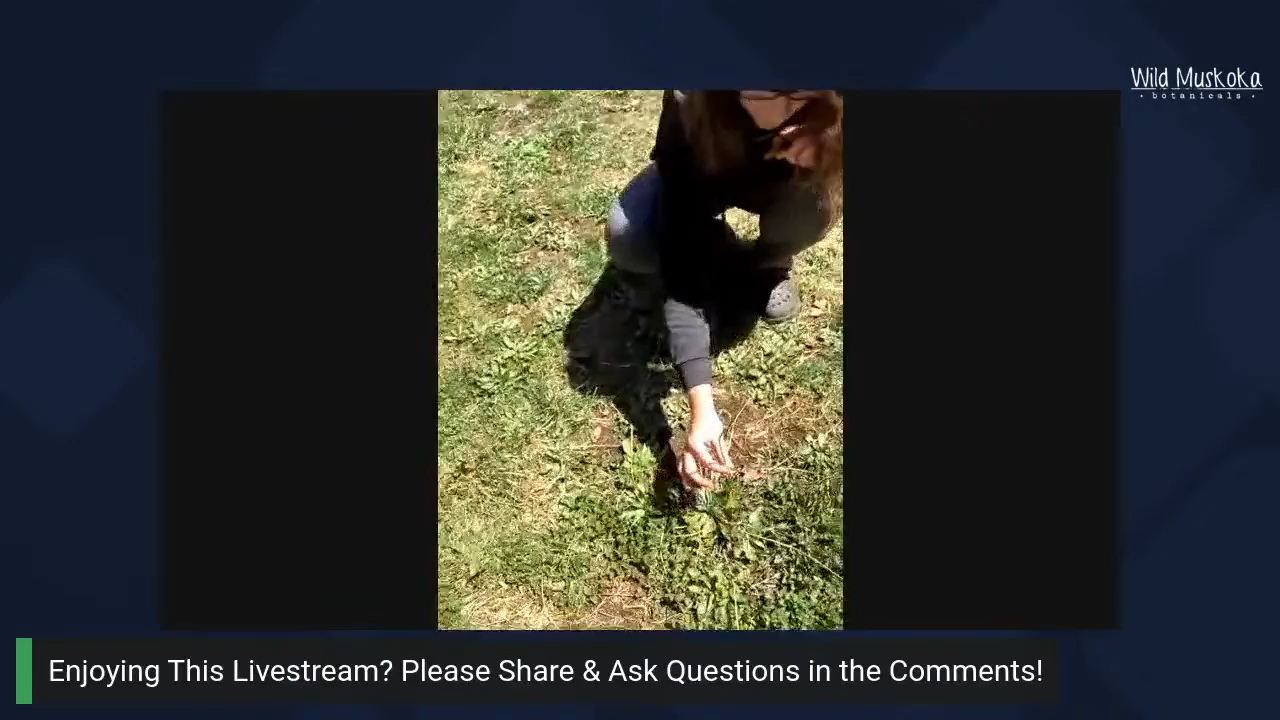 Wild Muskoka
• botanicals •
Enjoying This Livestream? Please Share & Ask Questions in the Comments!